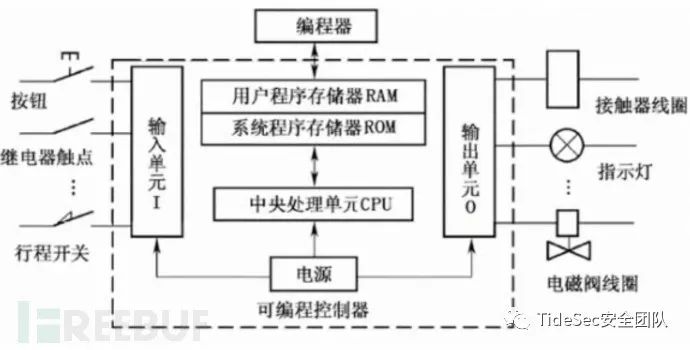 编程器
按钮
用户程序存储器RAM
接触器线圈
系统程序存储器ROM
继电器触点
输入单元I
输出单元O
指示灯
中央处理单元CPU
行程开关
电源
电磁阀线圈
可编程控制器
FREEBUF
TideSec安全团队